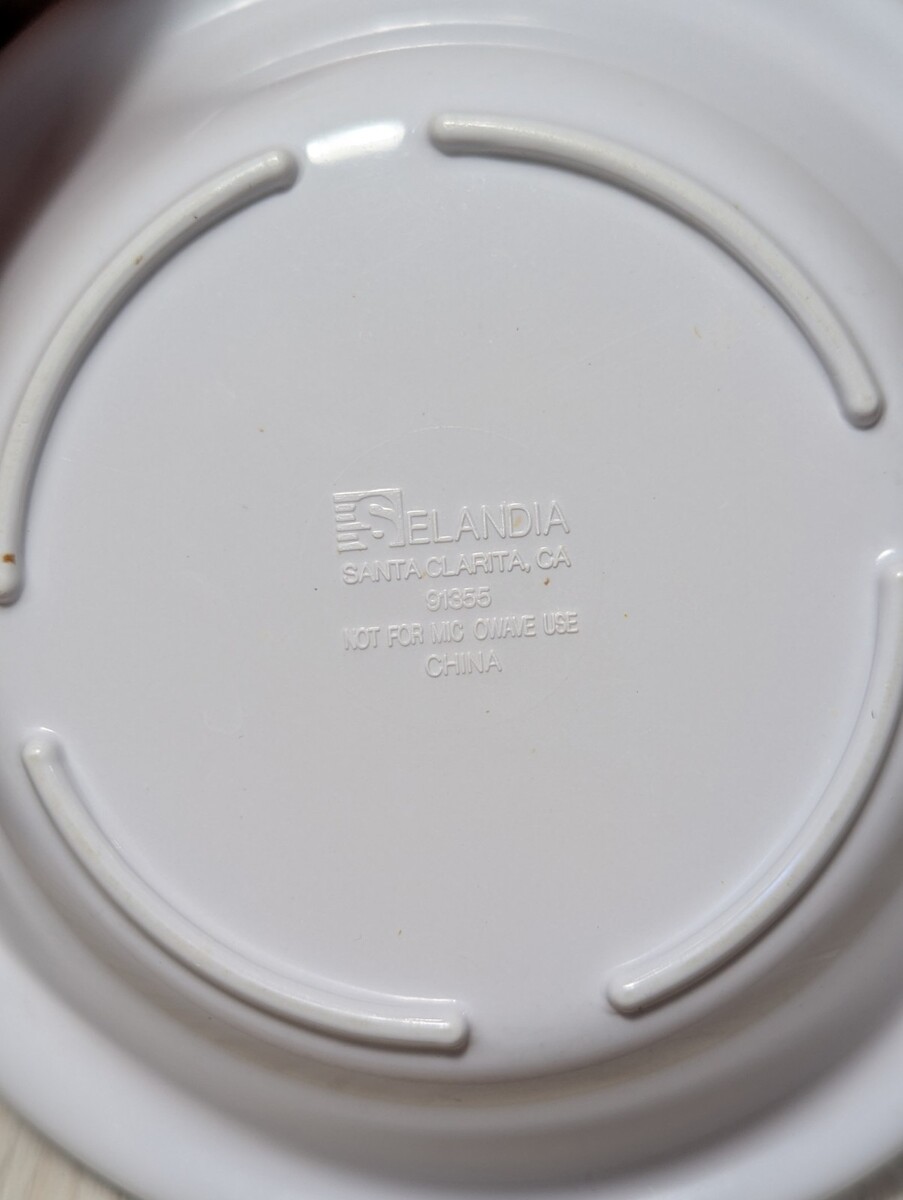 SELANDIA
SANTA CLARITA, CA
91355
NOT FOR MIC OWAVE USE
CHINA